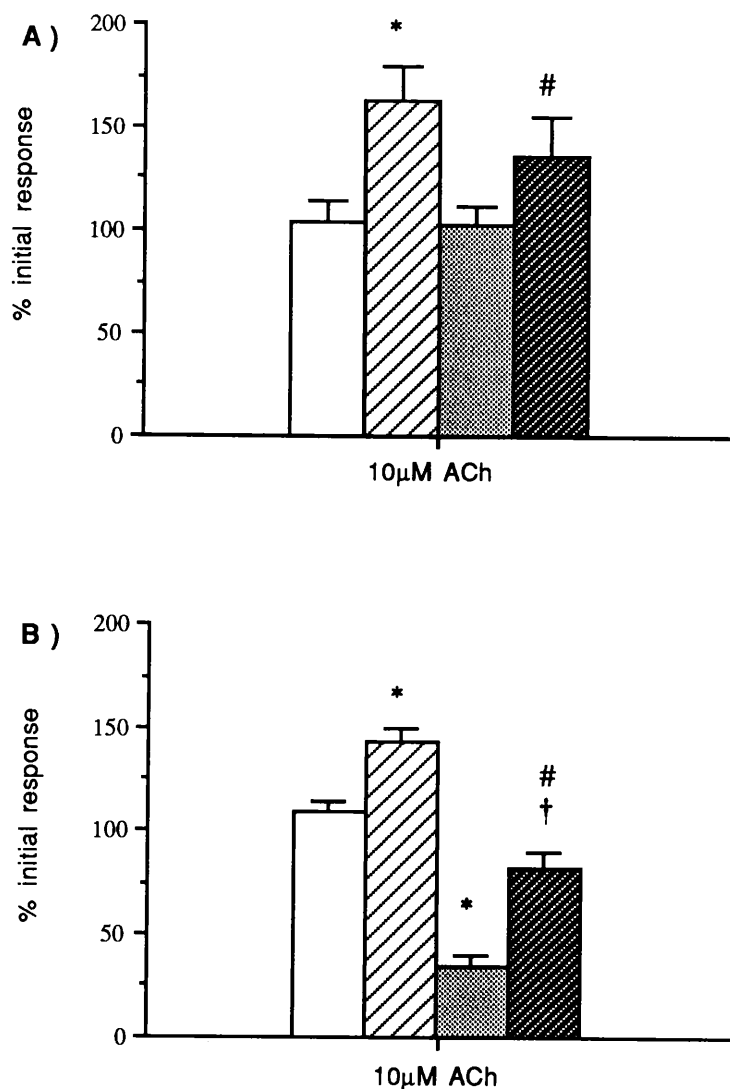 A )
% initial response
200
150
100
50
0
*
#
10µM ACh
B )
% initial response
200
150
100
50
0
*
*
#
†
10µM ACh